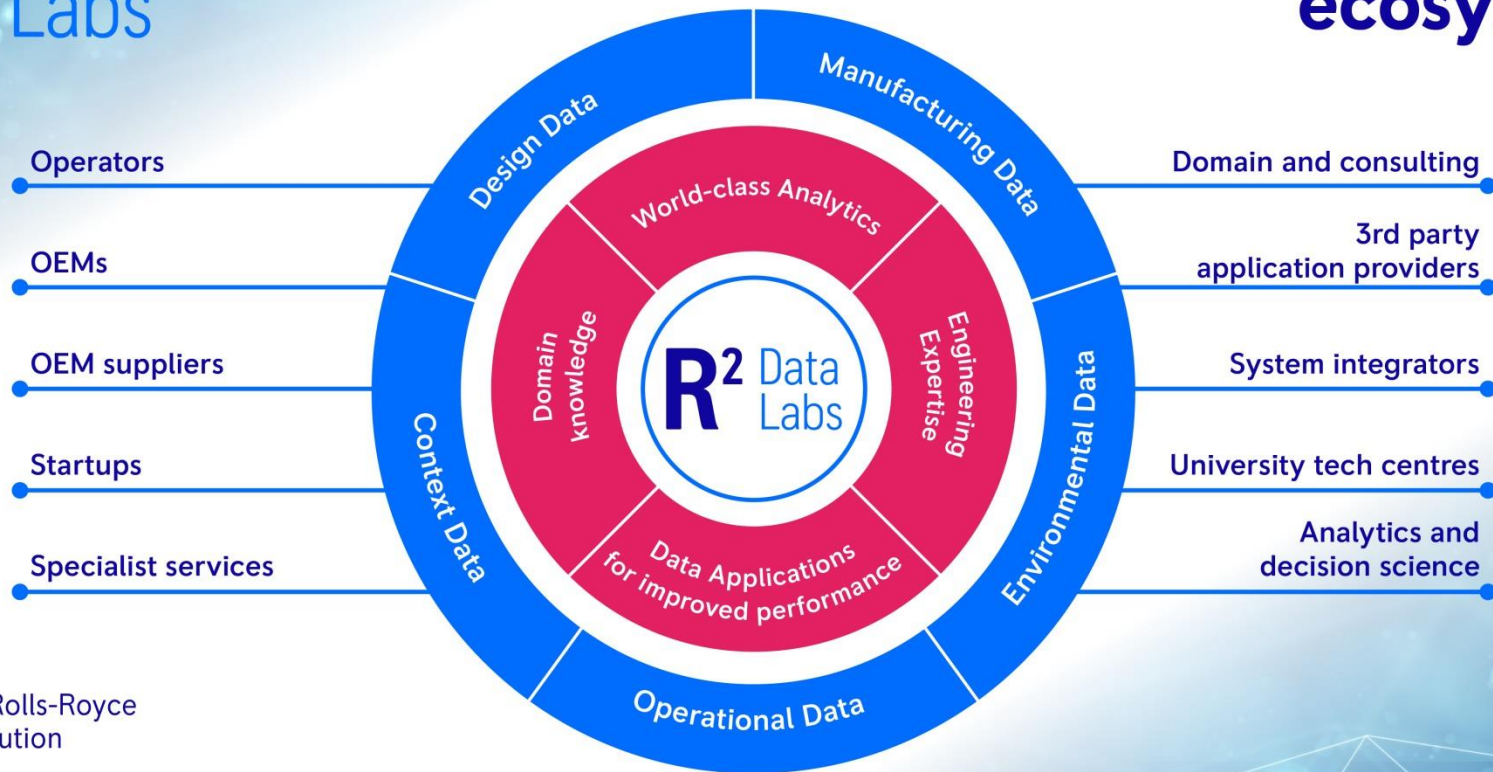 Labs
Operators
OEMs
OEM suppliers
Startups
Specialist services
Design Data
Manufacturing Data
Environmental Data
Operational Data
Context Data
World-class Analytics
Engineering
Expertise
Data Applications
for improved performance
Domain
knowledge
R² Data
Labs
Domain and consulting
3rd party
application providers
System integrators
University tech centres
Analytics and
decision science
Rolls-Royce